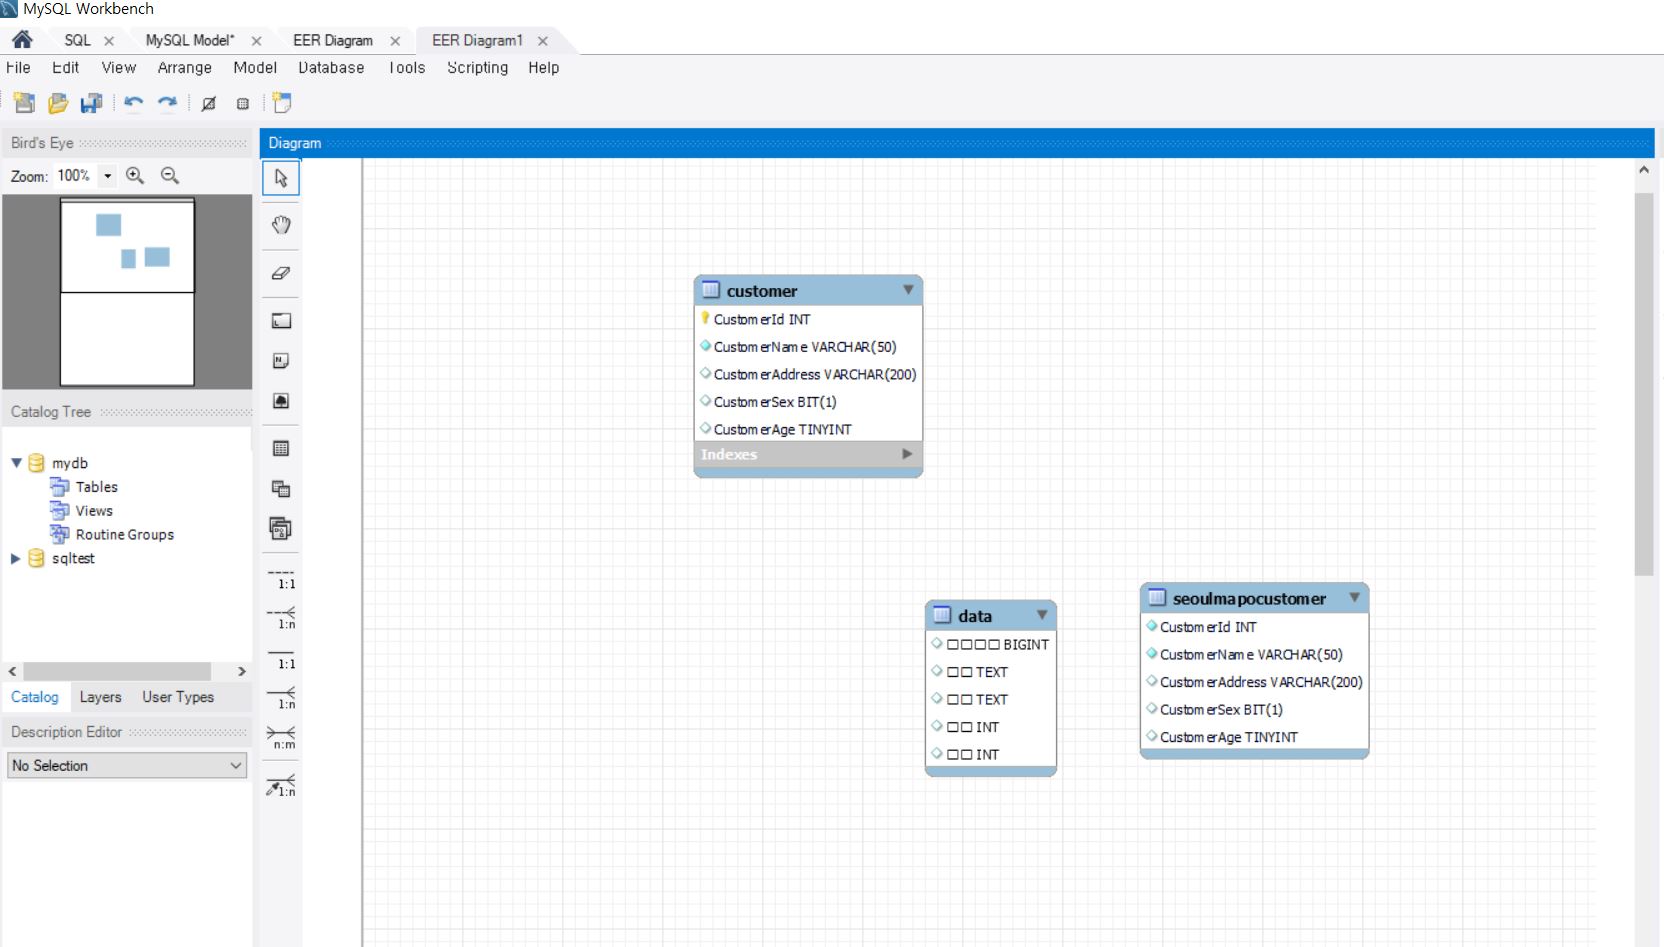 MySQL Workbench
SQL
MySQL Model*
EER Diagram
EER Diagram1
File Edit View Arrange Model Database Tools Scripting Help
Bird's Eye
Zoom: 100%
Catalog Tree
mydb
Tables
Views
Routine Groups
sqltest
Catalog Layers User Types
Description Editor
No Selection
Diagram
1:1
1:n
1:1
1:n
n:m
1:n
customer
CustomerId INT
CustomerName VARCHAR(50)
CustomerAddress VARCHAR(200)
CustomerSex BIT(1)
CustomerAge TINYINT
Indexes
data
□□□□ BIGINT
□□ TEXT
□□ TEXT
□□ INT
□□ INT
seoulmapocustomer
CustomerId INT
CustomerName VARCHAR(50)
CustomerAddress VARCHAR(200)
CustomerSex BIT(1)
CustomerAge TINYINT